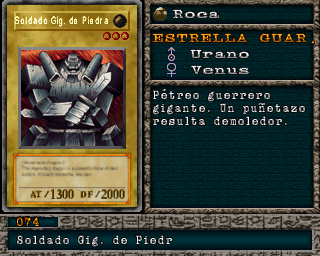 Soldado Gig. de Piedra
AT/1300 DF/2000
Roca
ESTRELLA GUAR.
♂ Urano
♀ Venus
Pétreo guerrero
gigante. Un puñetazo
resulta demoledor.
074
Soldado Gig. de Piedr